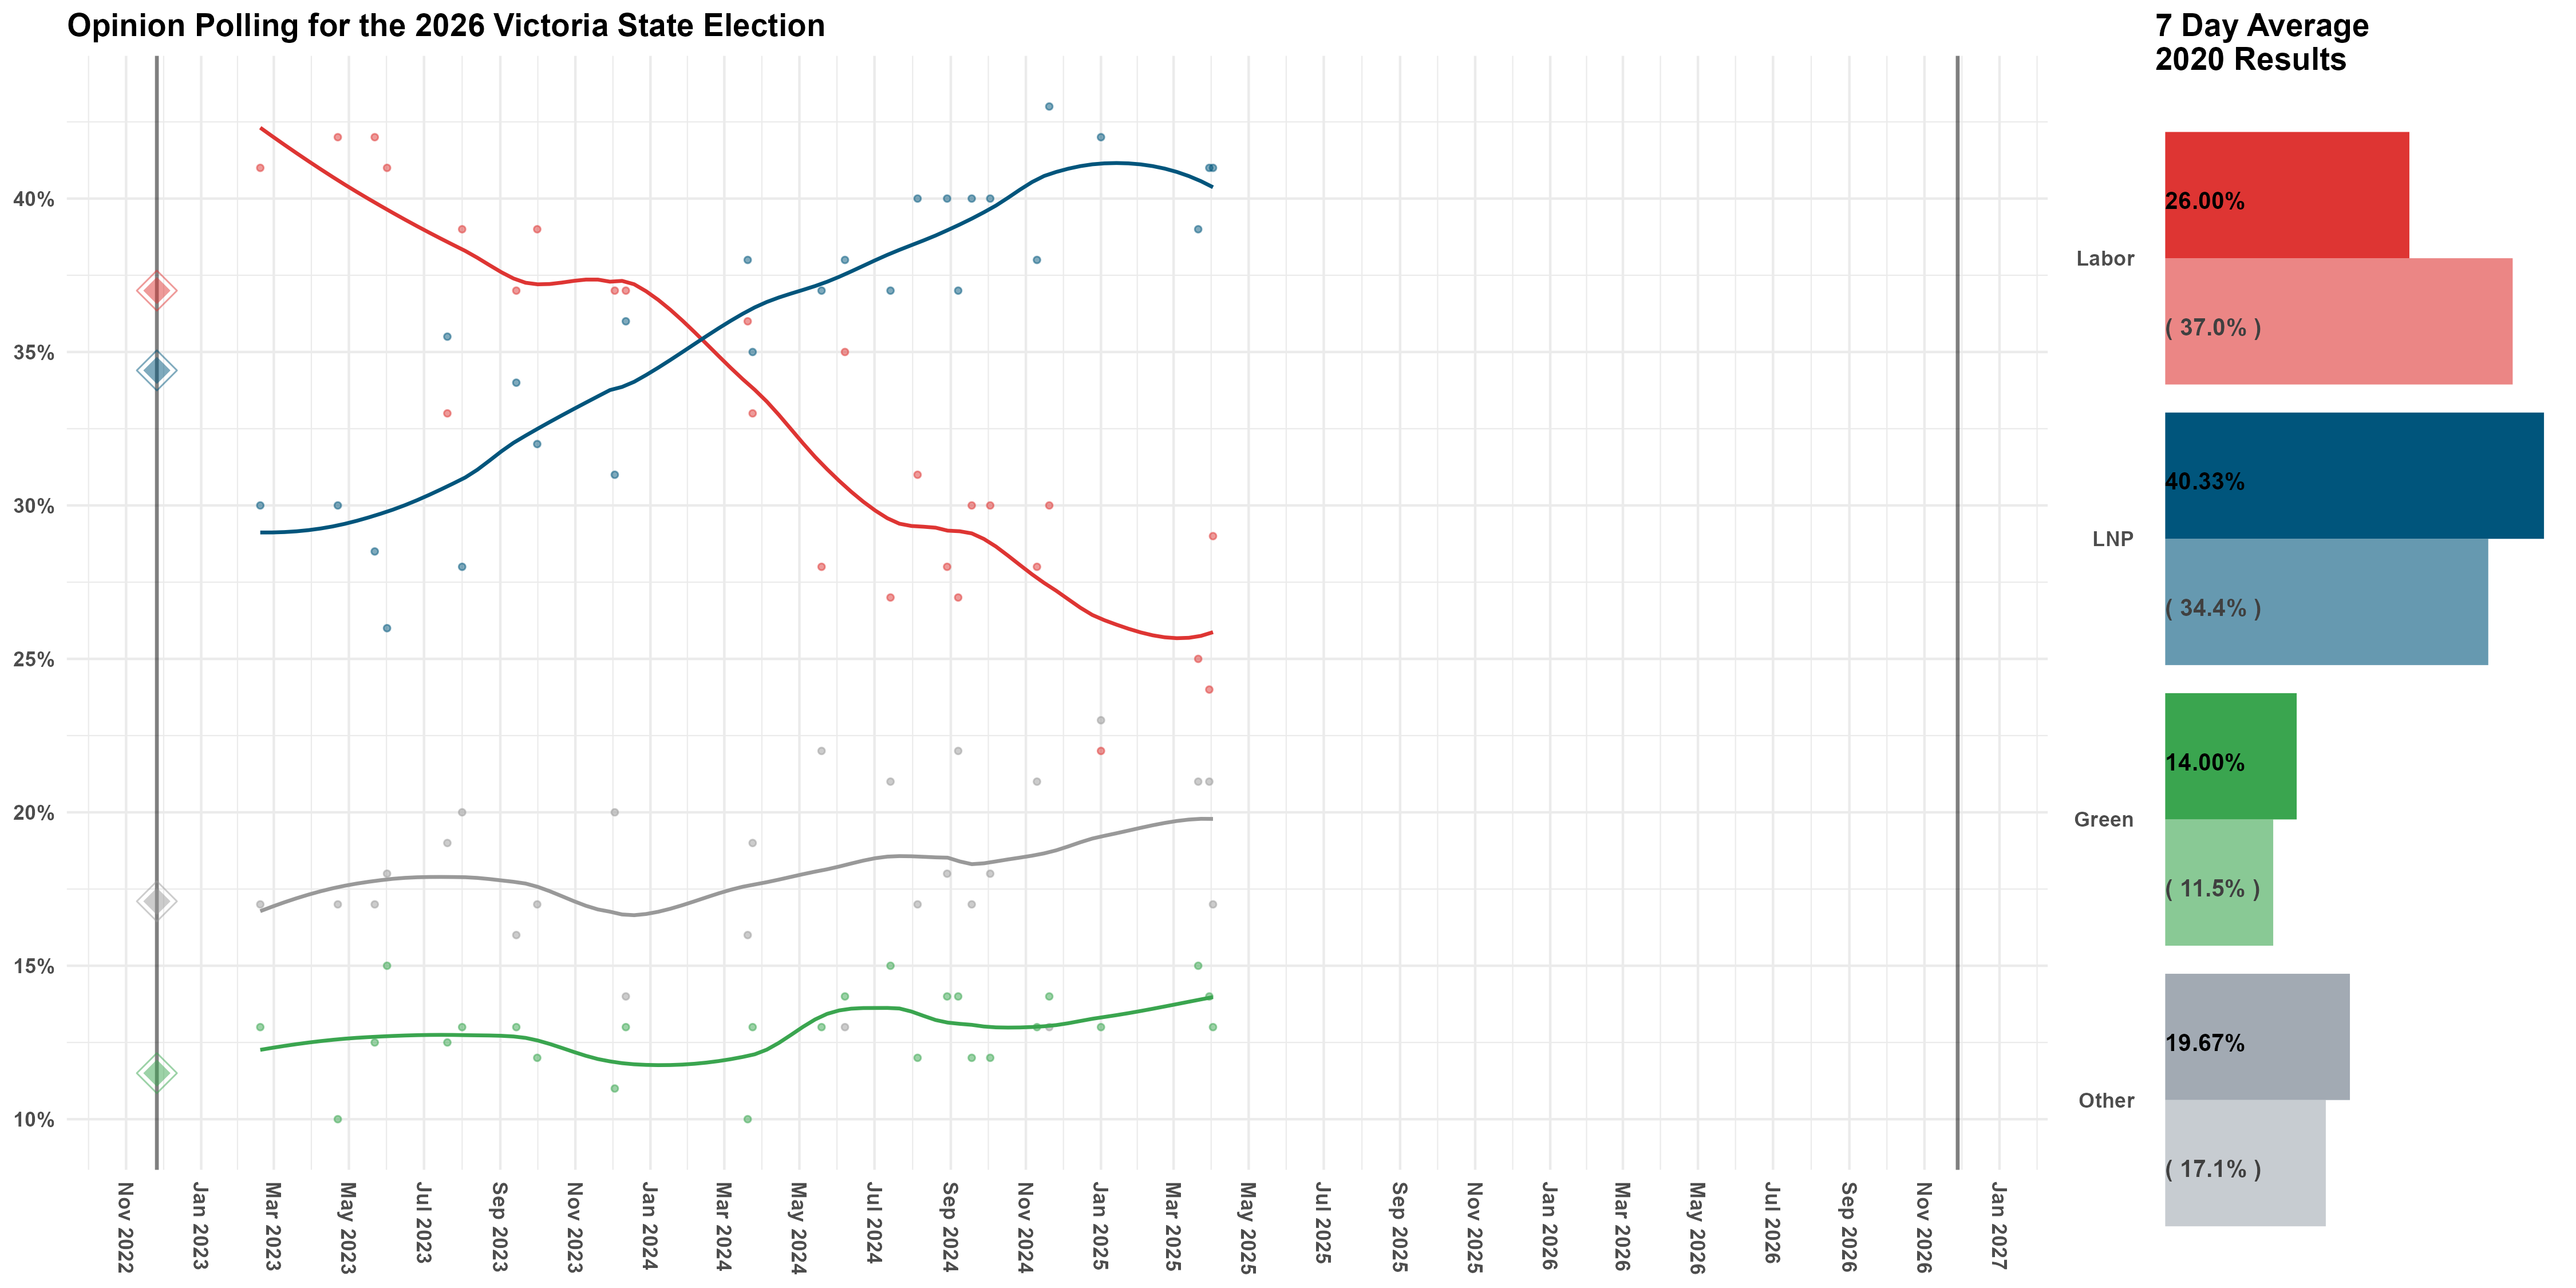 Opinion Polling for the 2026 Victoria State Election
40%
35%
30%
25%
20%
15%
10%
Nov 2022
Jan 2023
Mar 2023
May 2023
Jul 2023
Sep 2023
Nov 2023
Jan 2024
Mar 2024
May 2024
Jul 2024
Sep 2024
Nov 2024
Jan 2025
Mar 2025
May 2025
Jul 2025
Sep 2025
Nov 2025
Jan 2026
Mar 2026
May 2026
Jul 2026
Sep 2026
Nov 2026
Jan 2027
7 Day Average
2020 Results
Labor
26.00%
( 37.0% )
LNP
40.33%
( 34.4% )
Green
14.00%
( 11.5% )
Other
19.67%
( 17.1% )